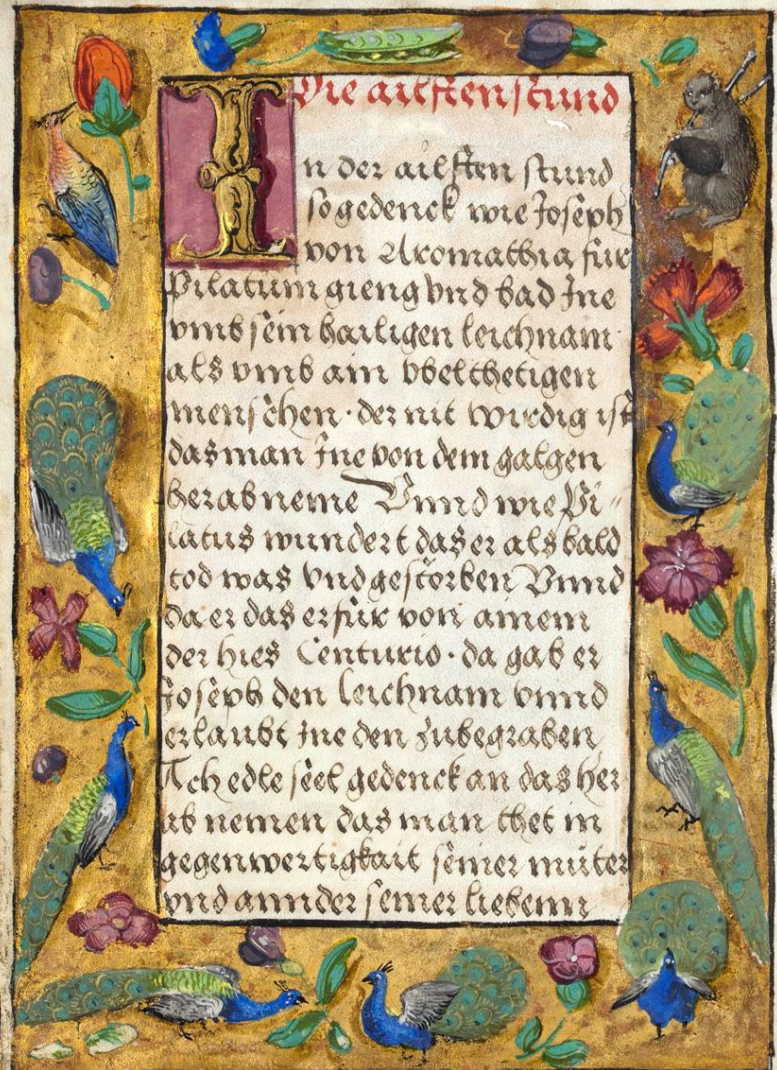 Die ailften stund
In der ailften stund
so gedenck wie Joseph
von Aromathia für
Pilatum gieng vnd bad Jne
vmb sein hailigen leichnam
als vmb ain vbelthetigen
menschen · der nit wirdig ist
das man Jne von dem galgen
herab neme Vnnd wie Pi〃
latus wundert das er als bald
tod was vnd gestorben Vnnd
da er das erfür von ainem
der hies Centurio · da gab er
Joseph den leichnam vnnd
erlaubt Jne den zubegraben
Ach edle seel gedenck an das her
ab nemen das man thet in
gegenwertigkait seiner müter
vnd annder seiner liebenn